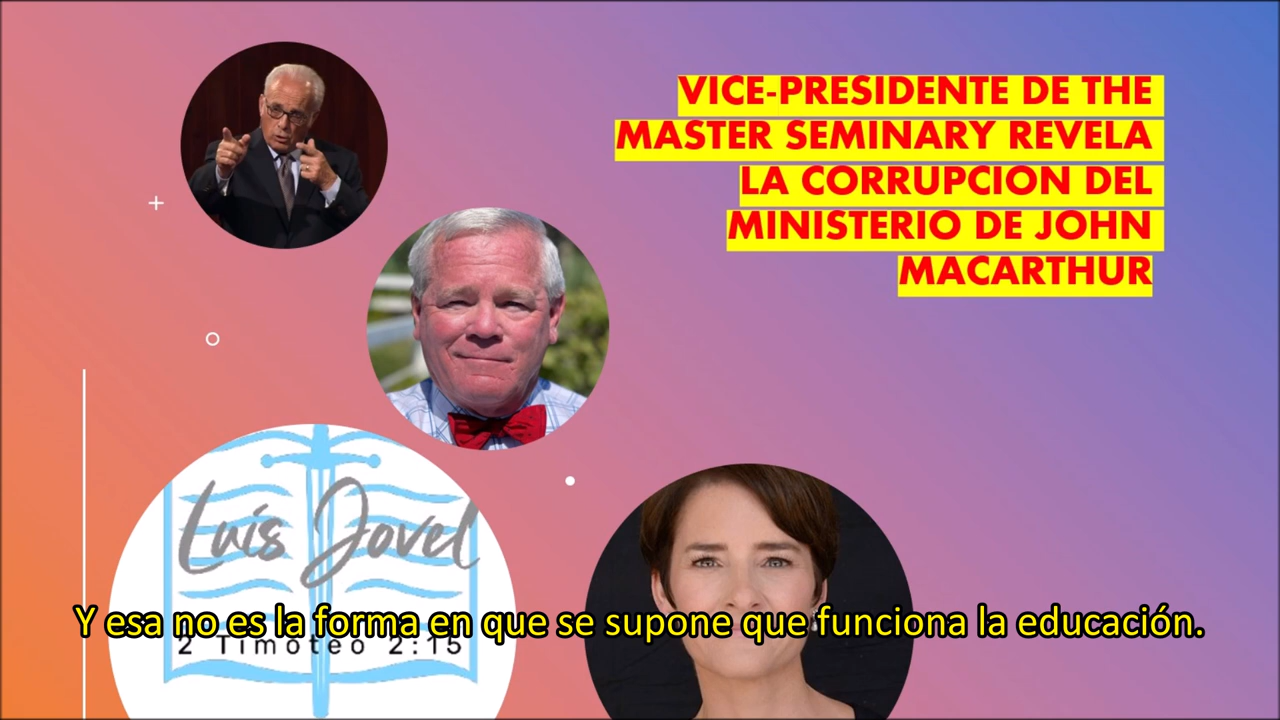 VICE-PRESIDENTE DE THE
MASTER SEMINARY REVELA
LA CORRUPCION DEL
MINISTERIO DE JOHN
MACARTHUR
Luis Jovel
Y esa no es la forma en que se supone que funciona la educación.
2 Timoteo 2:15